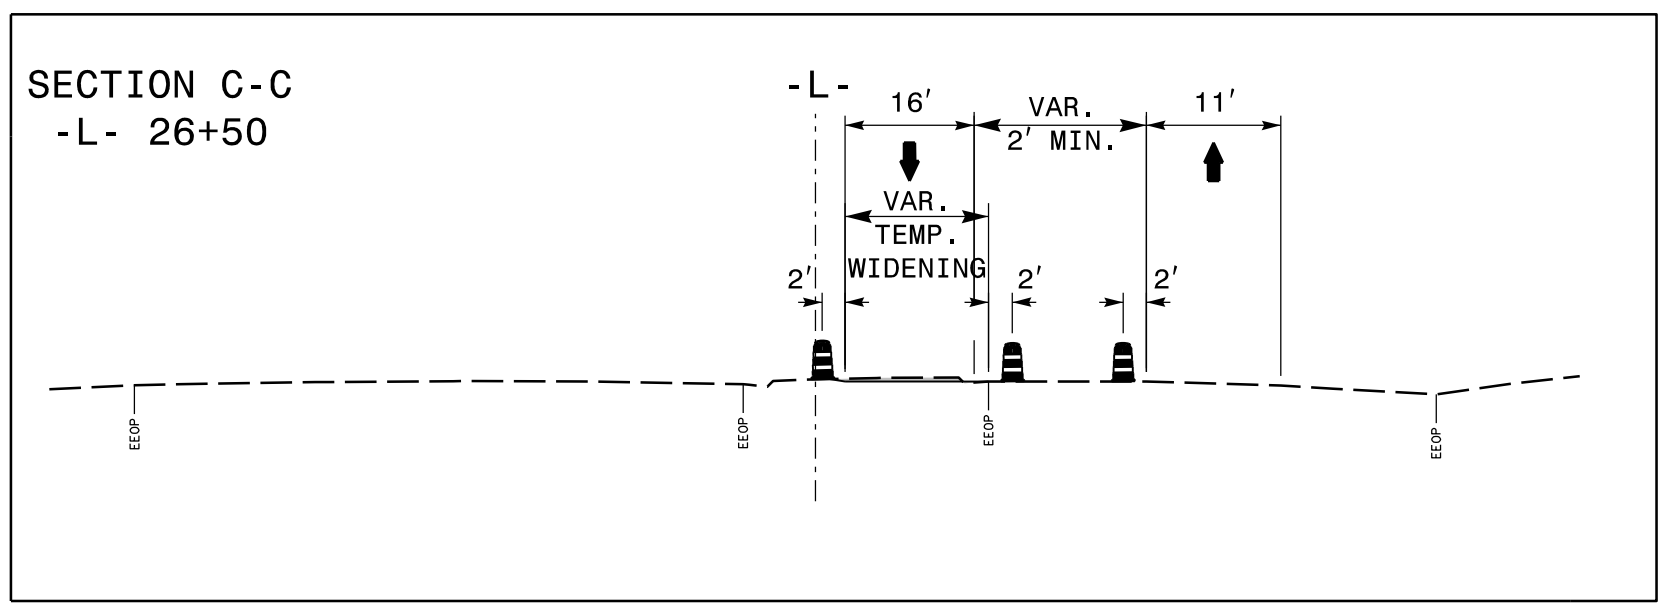 SECTION C-C
-L- 26+50
-L-
16'
VAR.
2' MIN.
11'
VAR.
TEMP.
WIDENING
2'
2'
2'
EEOP
EEOP
EEOP
EEOP